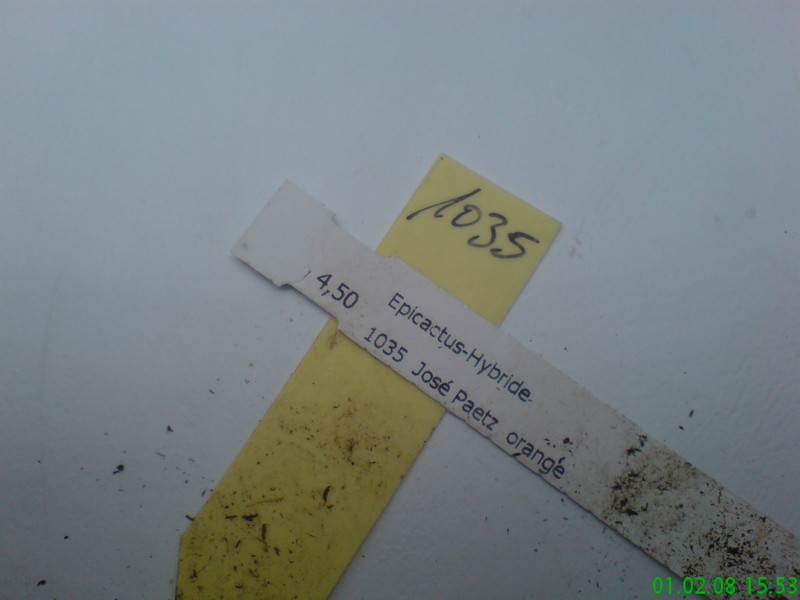 1035
4,50 Epicactus-Hybride
1035 José Paetz orange
01.02.08 15:53